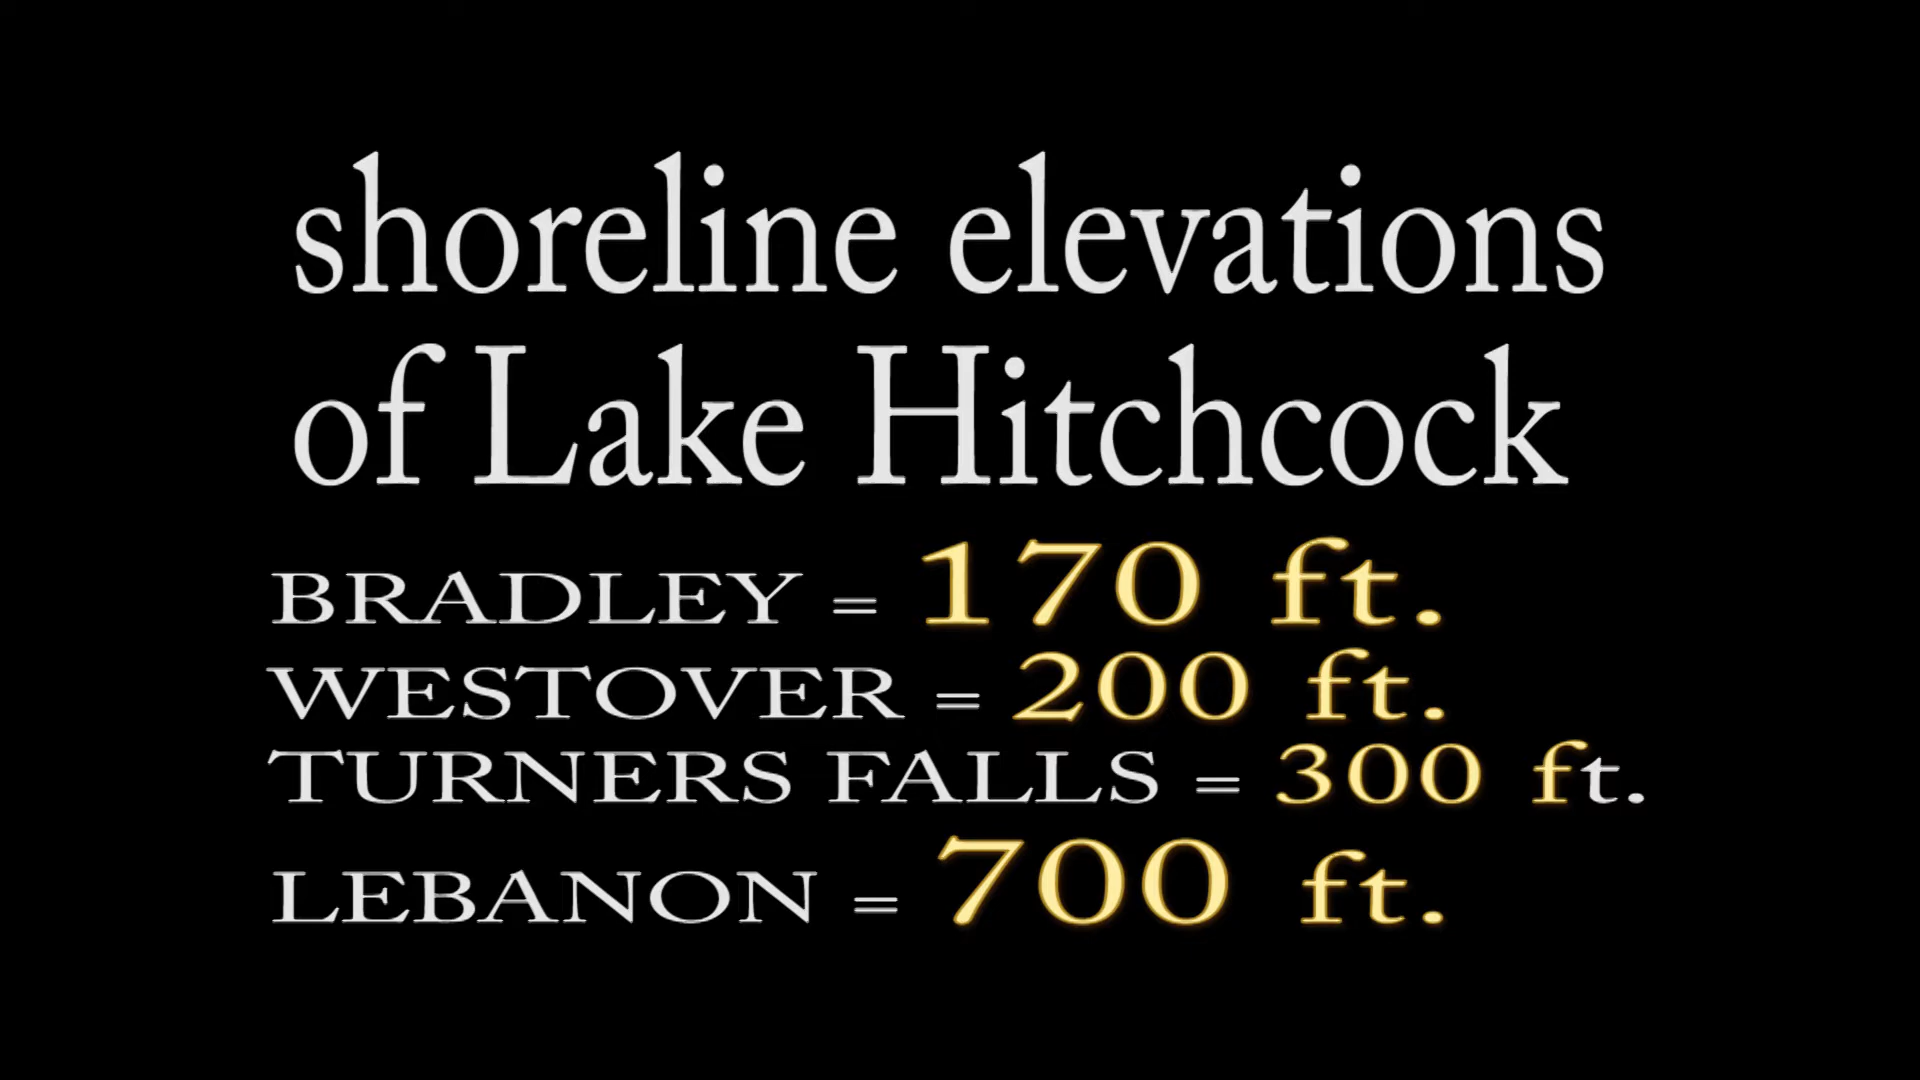 shoreline elevations
of Lake Hitchcock
BRADLEY = 170 ft.
WESTOVER = 200 ft.
TURNERS FALLS = 300 ft.
LEBANON = 700 ft.